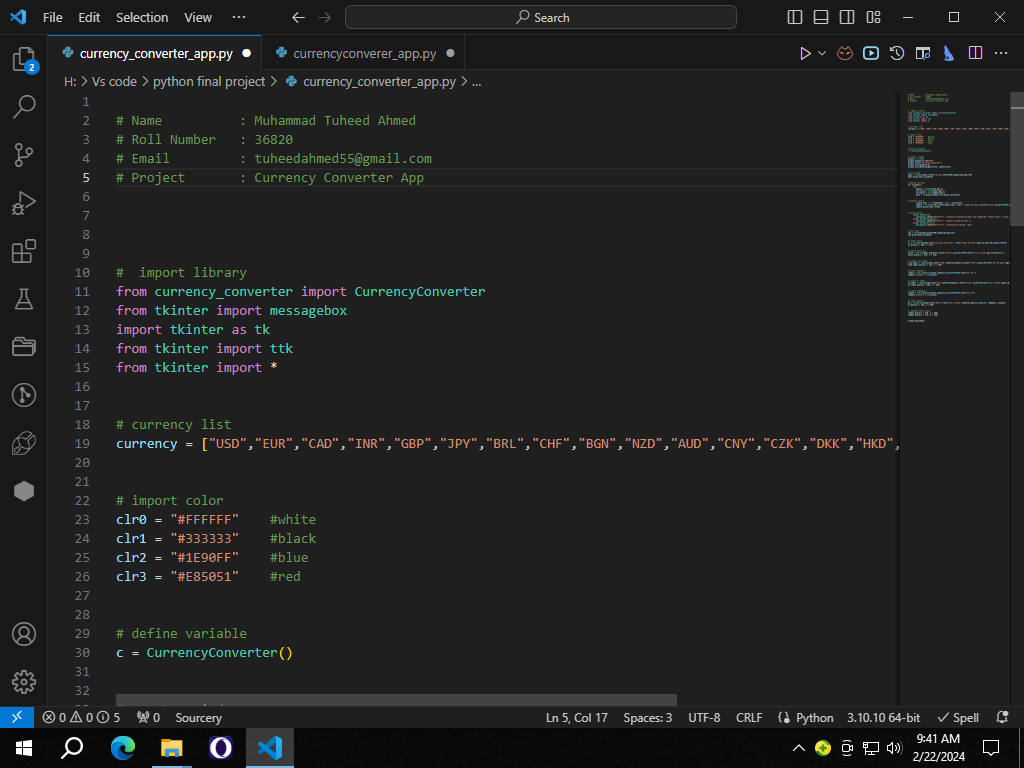 File Edit Selection View ··· Search
currency_converter_app.py currencyconverer_app.py
2
H: > Vs code > python final project > currency_converter_app.py > ...
1
2 # Name : Muhammad Tuheed Ahmed
3 # Roll Number : 36820
4 # Email : tuheedahmed55@gmail.com
5 # Project : Currency Converter App
6
7
8
9
10 #  import library
11 from currency_converter import CurrencyConverter
12 from tkinter import messagebox
13 import tkinter as tk
14 from tkinter import ttk
15 from tkinter import *
16
17
18 # currency list
19 currency = ["USD","EUR","CAD","INR","GBP","JPY","BRL","CHF","BGN","NZD","AUD","CNY","CZK","DKK","HKD",
20
21
22 # import color
23 clr0 = "#FFFFFF" #white
24 clr1 = "#333333" #black
25 clr2 = "#1E90FF" #blue
26 clr3 = "#E85051" #red
27
28
29 # define variable
30 c = CurrencyConverter()
31
32
0 0 5 0 Sourcery Ln 5, Col 17 Spaces: 3 UTF-8 CRLF Python 3.10.10 64-bit Spell
9:41 AM
2/22/2024